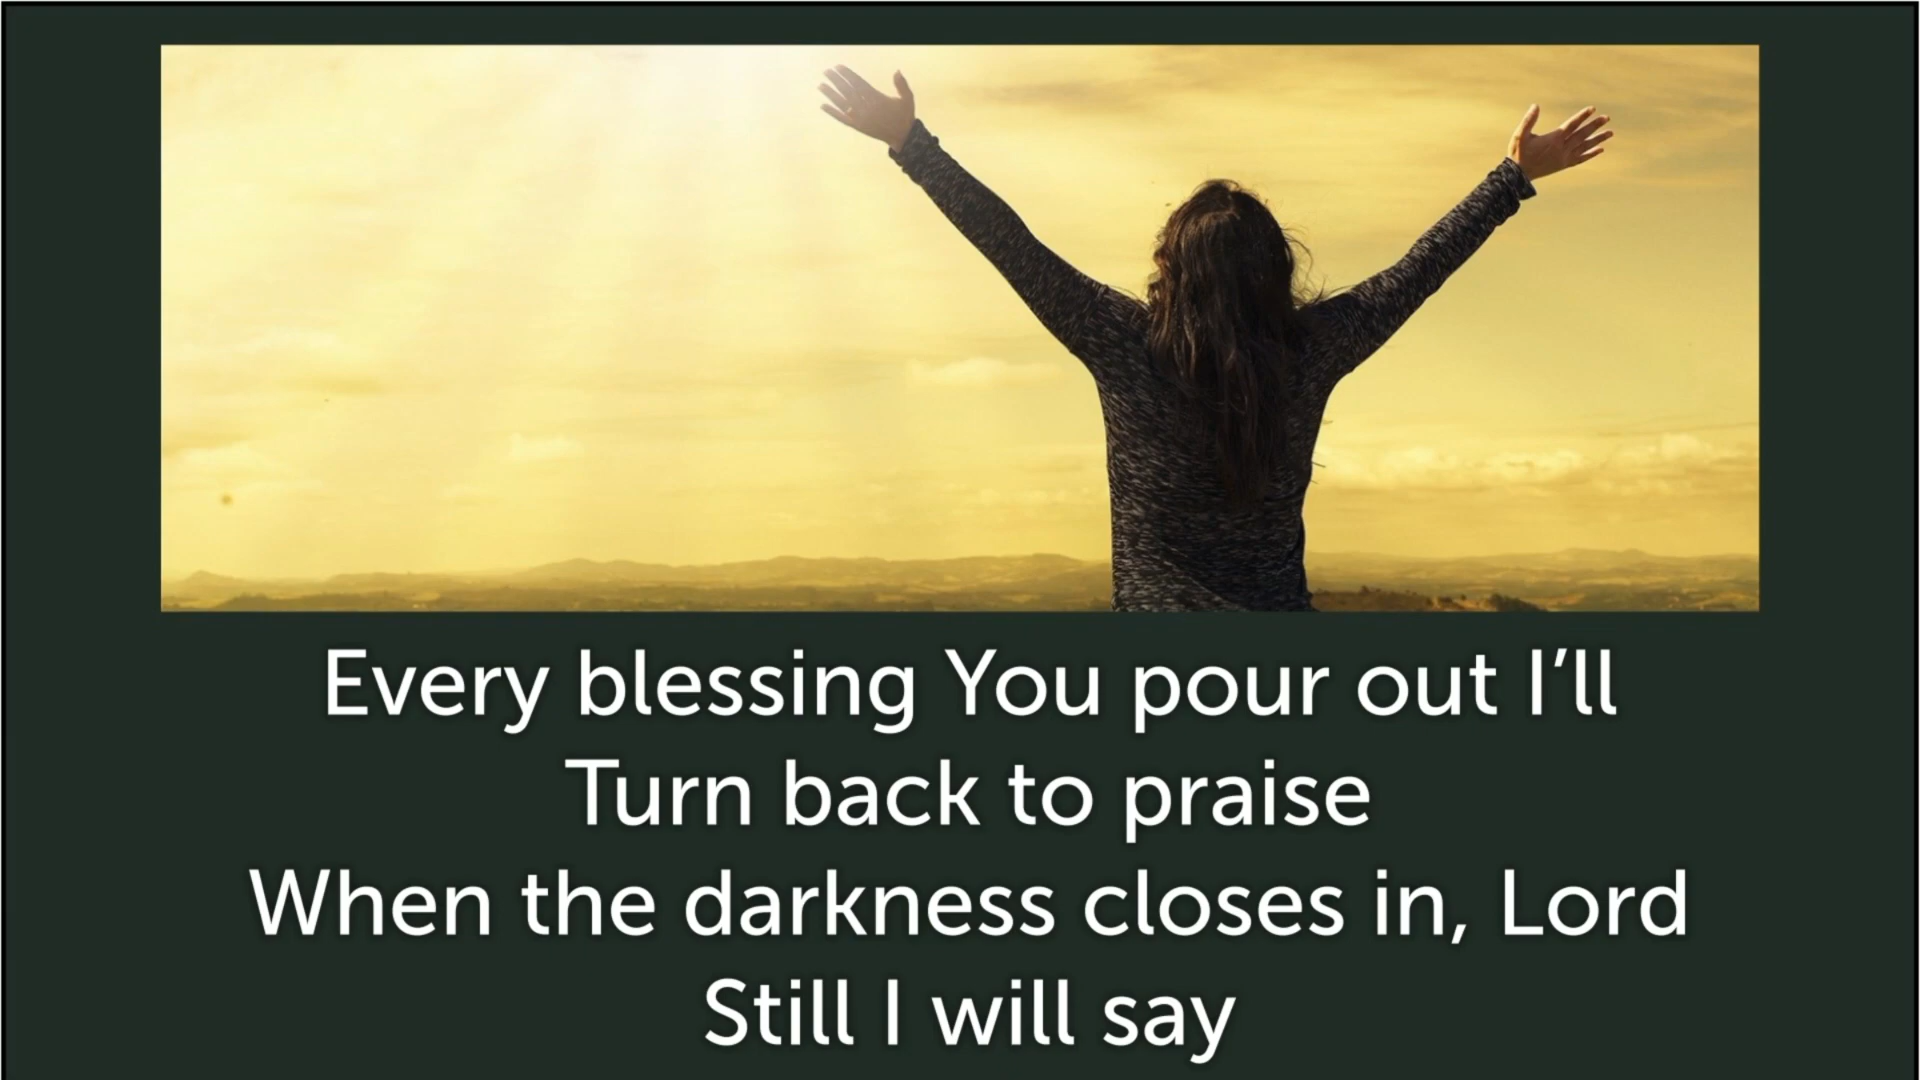 Every blessing You pour out I’ll
Turn back to praise
When the darkness closes in, Lord
Still I will say